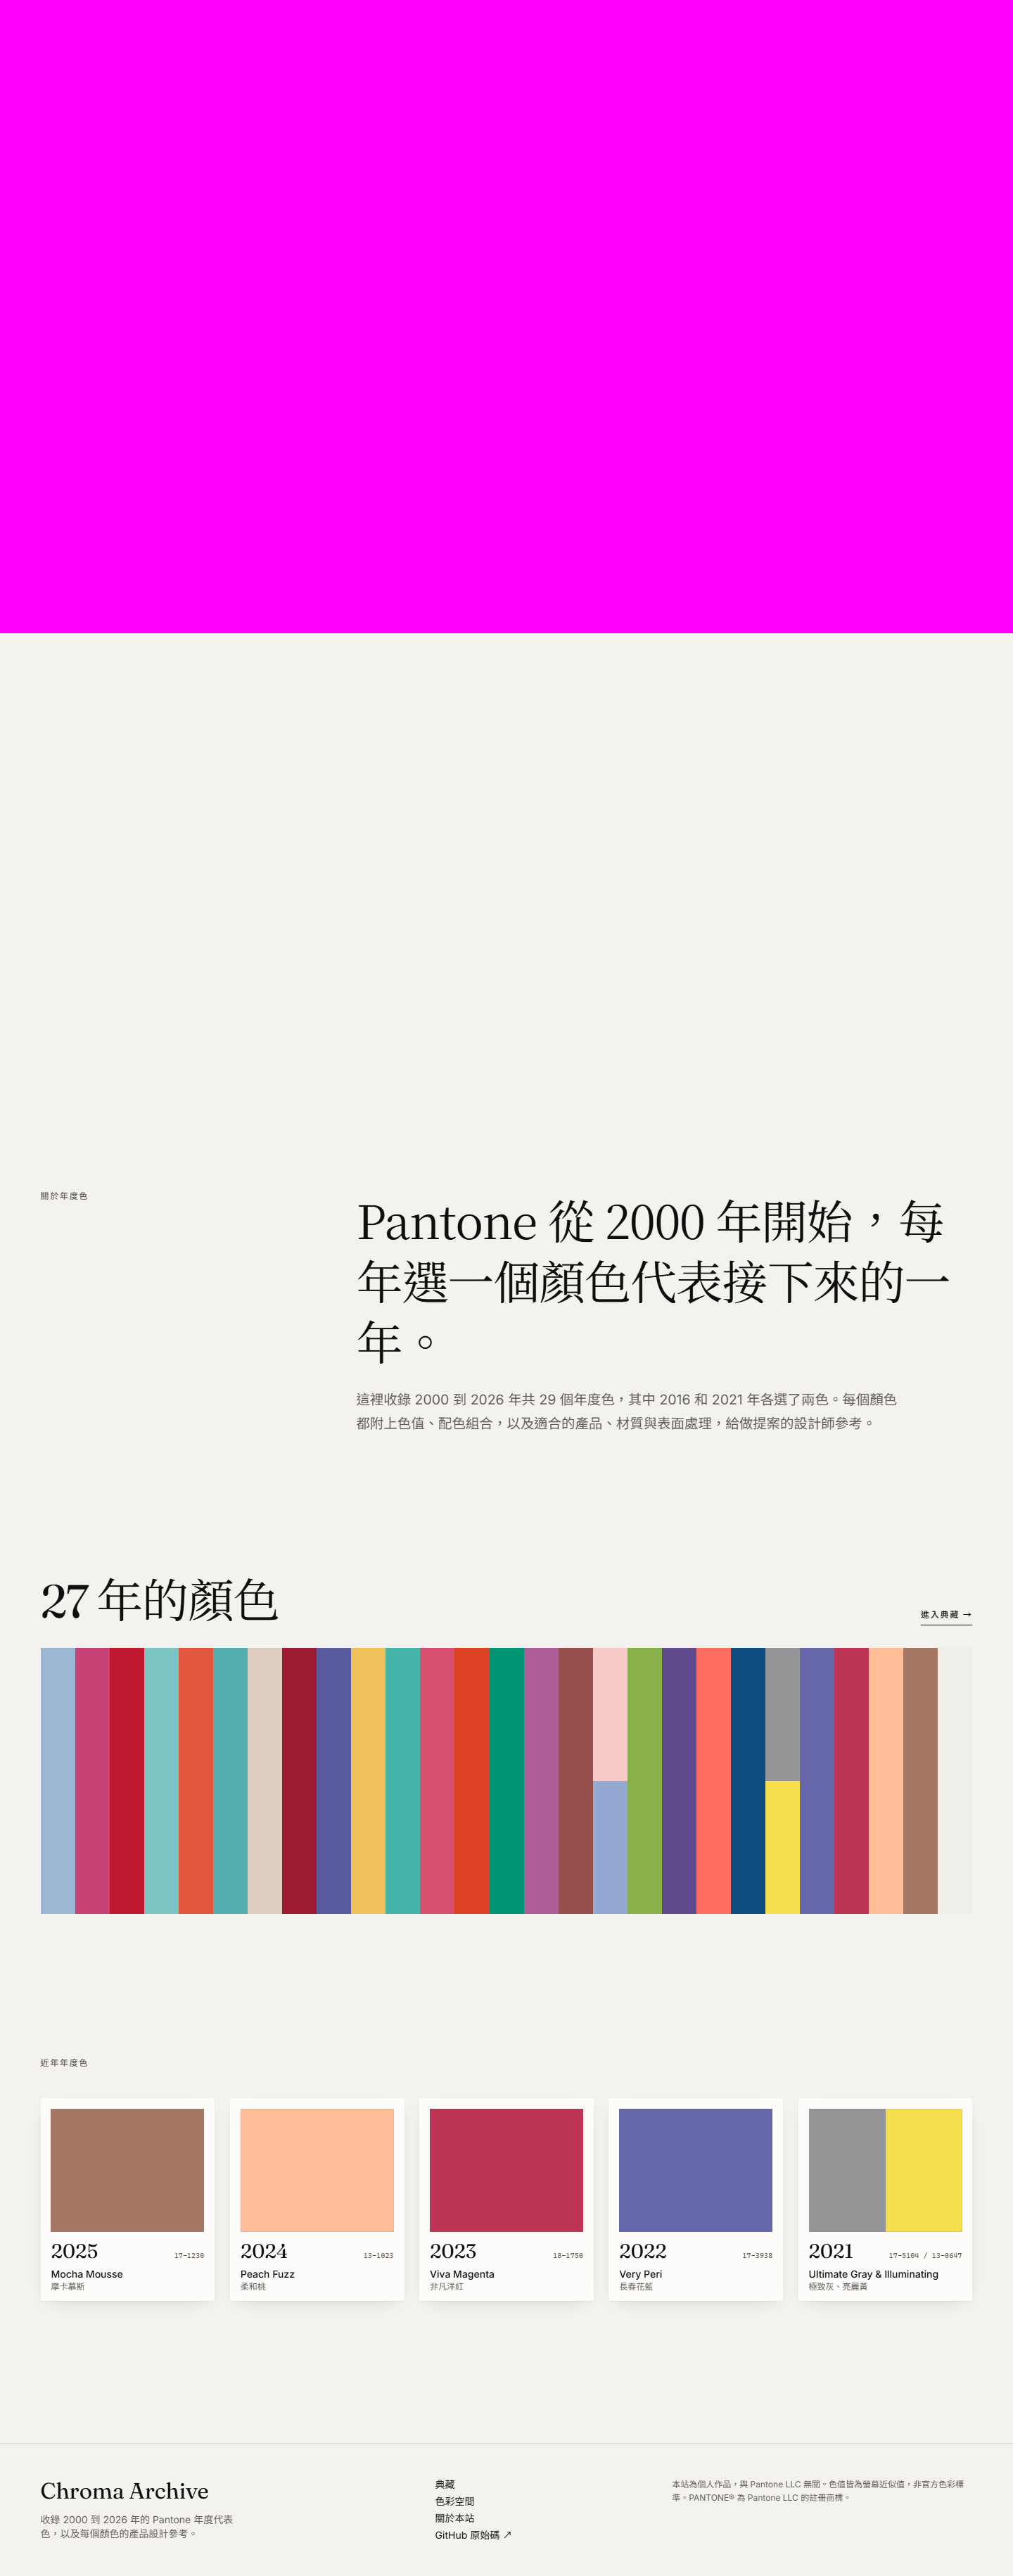 關於年度色
Pantone 從 2000 年開始，每
年選一個顏色代表接下來的一
年。
這裡收錄 2000 到 2026 年共 29 個年度色，其中 2016 和 2021 年各選了兩色。每個顏色
都附上色值、配色組合，以及適合的產品、材質與表面處理，給做提案的設計師參考。
27 年的顏色
進入典藏 →
近年年度色
2025
17-1230
Mocha Mousse
摩卡慕斯
2024
13-1023
Peach Fuzz
柔和桃
2023
18-1750
Viva Magenta
非凡洋紅
2022
17-3938
Very Peri
長春花藍
2021
17-5104 / 13-0647
Ultimate Gray & Illuminating
極致灰、亮麗黃
Chroma Archive
收錄 2000 到 2026 年的 Pantone 年度代表
色，以及每個顏色的產品設計參考。
典藏
色彩空間
關於本站
GitHub 原始碼 ↗
本站為個人作品，與 Pantone LLC 無關。色值皆為螢幕近似值，非官方色彩標
準。PANTONE® 為 Pantone LLC 的註冊商標。